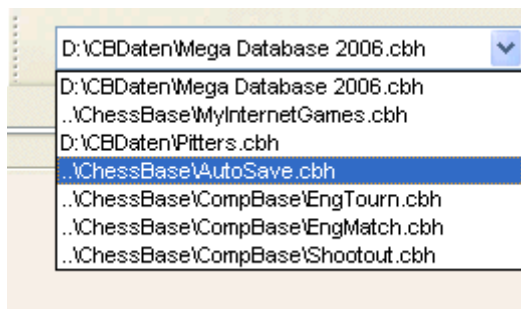 D:\CBDaten\Mega Database 2006.cbh
D:\CBDaten\Mega Database 2006.cbh
..\ChessBase\MyInternetGames.cbh
D:\CBDaten\Pitters.cbh
..\ChessBase\AutoSave.cbh
..\ChessBase\CompBase\EngTourn.cbh
..\ChessBase\CompBase\EngMatch.cbh
..\ChessBase\CompBase\Shootout.cbh